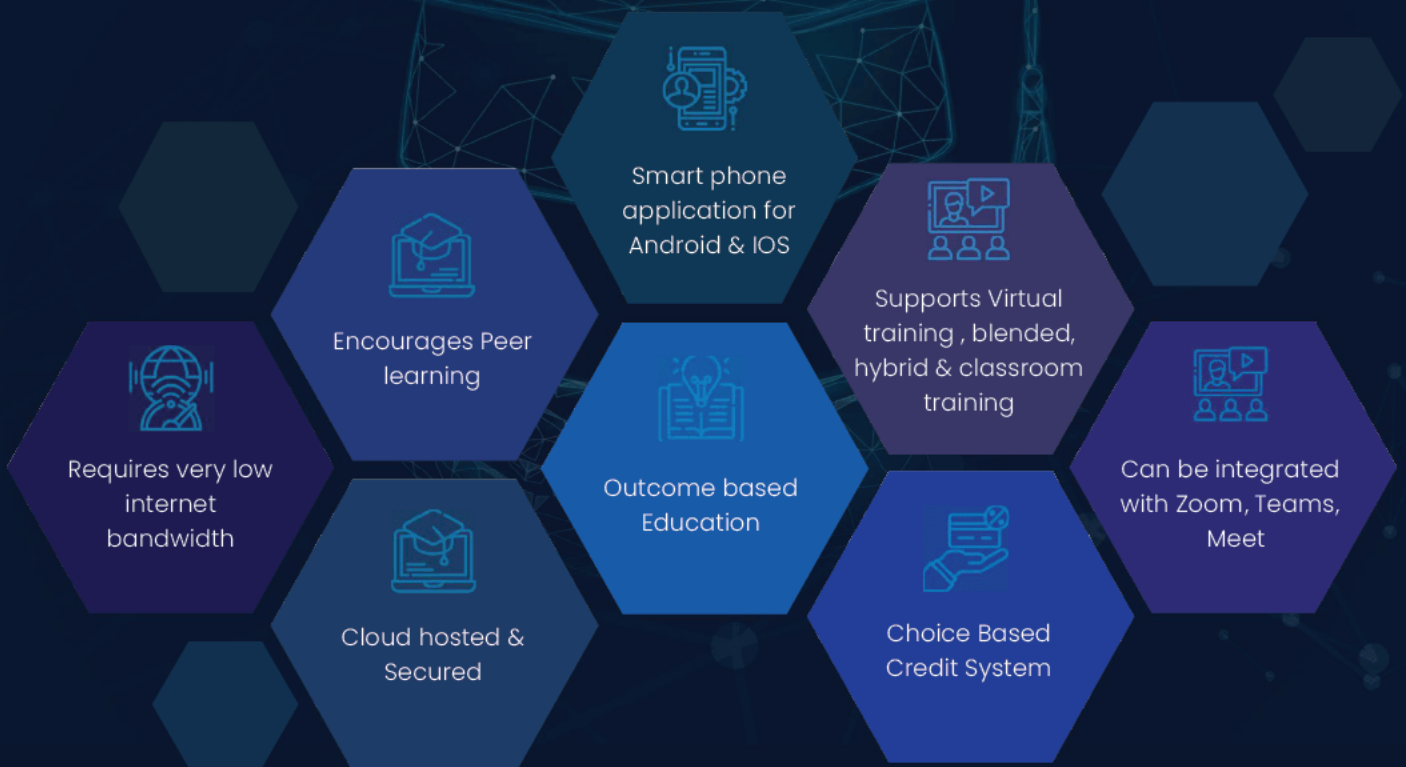 Smart phone
application for
Android & IOS
Encourages Peer
learning
Supports Virtual
training , blended,
hybrid & classroom
training
Requires very low
internet
bandwidth
Outcome based
Education
Can be integrated
with Zoom, Teams,
Meet
Cloud hosted &
Secured
Choice Based
Credit System